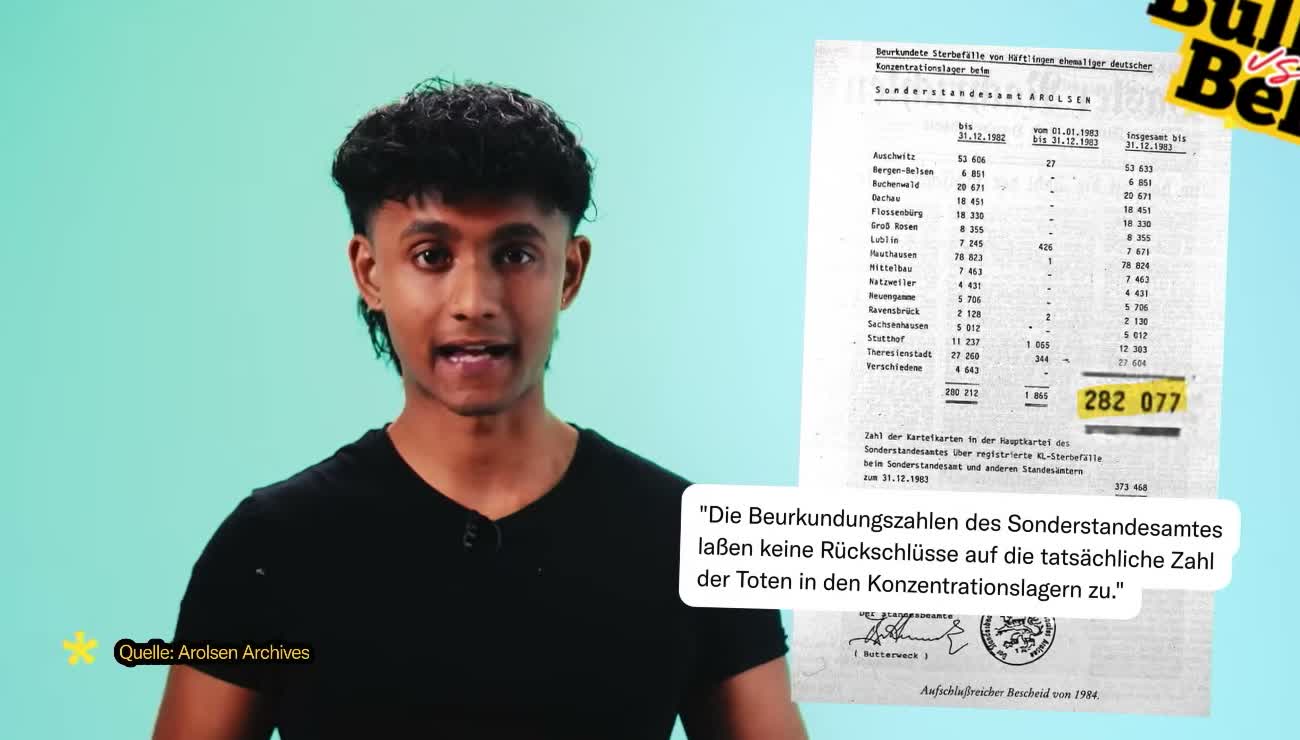 Bull
vs
Be
Beurkundete Sterbefälle von Häftlingen ehemaliger deutscher
Konzentrationslager beim
Sonderstandesamt AROLSEN
bis 31.12.1982 vom 01.01.1983 bis 31.12.1983 insgesamt bis 31.12.1983
Auschwitz 53 606 27 53 633
Bergen-Belsen 6 851 - 6 851
Buchenwald 20 671 - 20 671
Dachau 18 451 - 18 451
Flossenbürg 18 330 - 18 330
Groß Rosen 8 355 - 8 355
Lublin 7 245 426 7 671
Mauthausen 78 823 1 78 824
Mittelbau 7 463 - 7 463
Natzweiler 4 431 - 4 431
Neuengamme 5 706 - 5 706
Ravensbrück 2 128 2 2 130
Sachsenhausen 5 012 - 5 012
Stutthof 11 237 1 065 12 303
Theresienstadt 27 260 344 27 604
Verschiedene 4 643 -
280 212 1 865 282 077
Zahl der Karteikarten in der Hauptkartei des
Sonderstandesamtes über registrierte KL-Sterbefälle
beim Sonderstandesamt und anderen Standesämtern
zum 31.12.1983 373 468
"Die Beurkundungszahlen des Sonderstandesamtes
laßen keine Rückschlüsse auf die tatsächliche Zahl
der Toten in den Konzentrationslagern zu."
Der Standesbeamte
( Butterweck )
Aufschlußreicher Bescheid von 1984.
* Quelle: Arolsen Archives